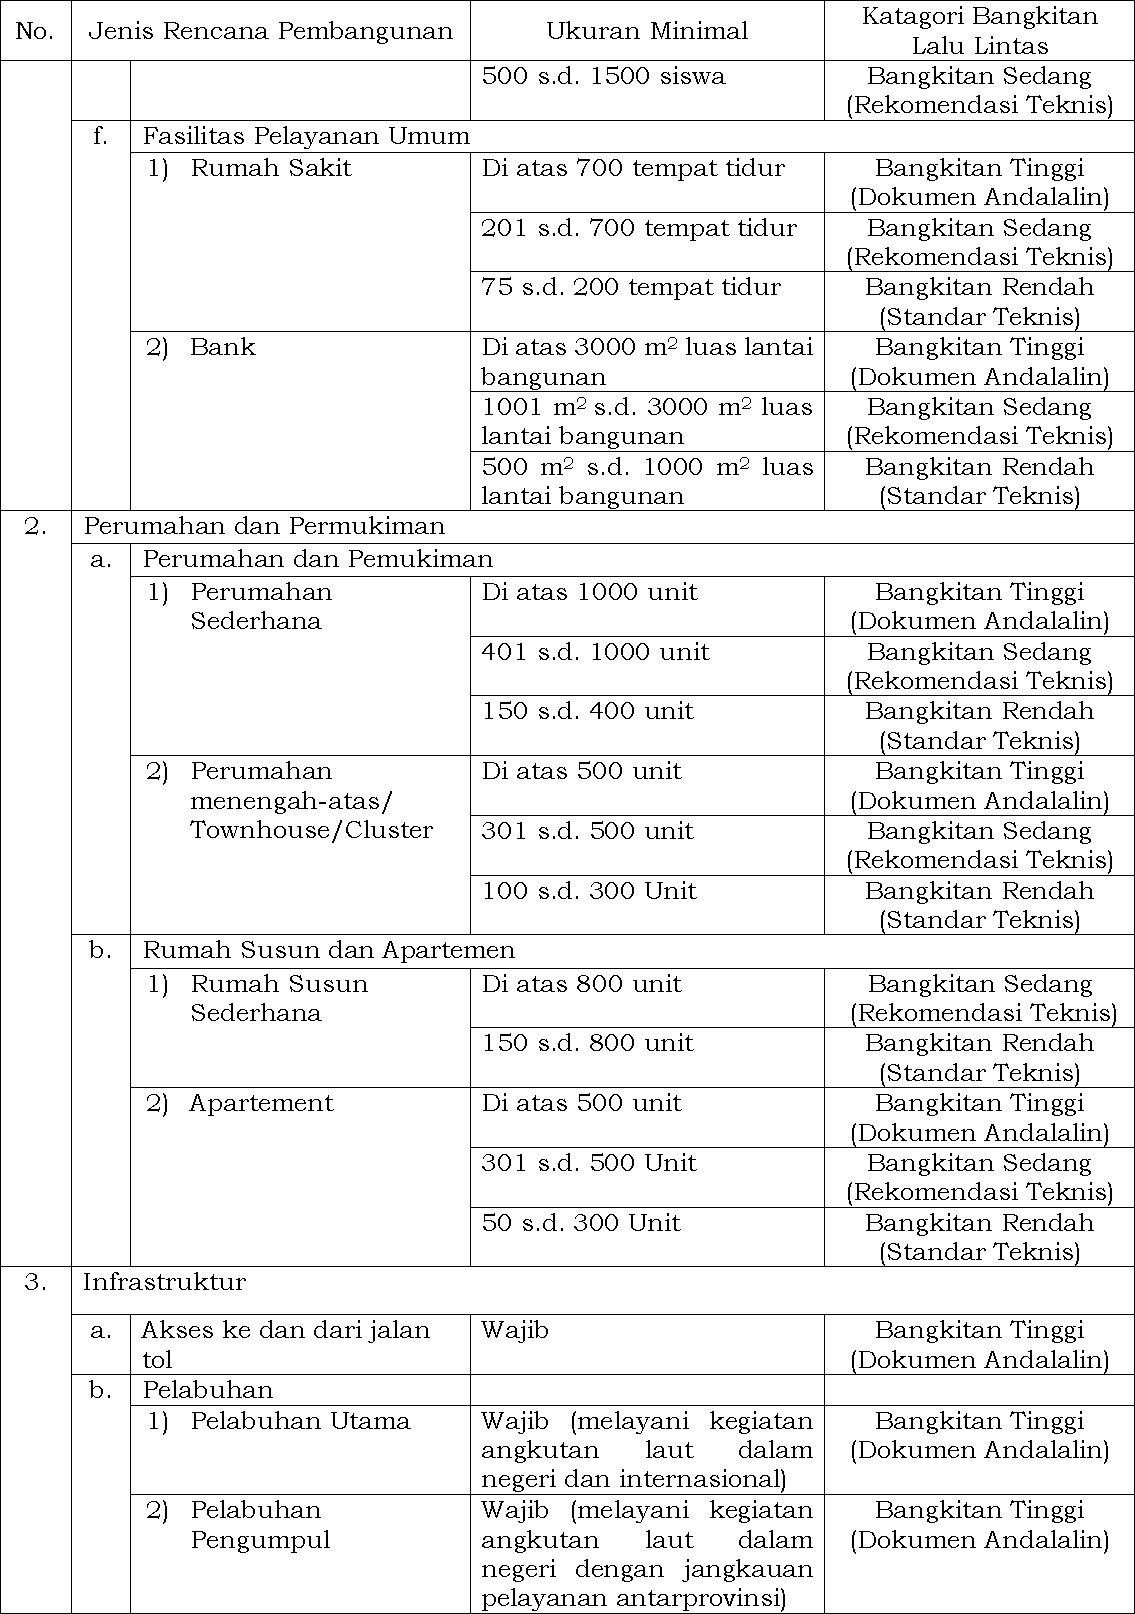 No. Jenis Rencana Pembangunan Ukuran Minimal Katagori Bangkitan
Lalu Lintas
500 s.d. 1500 siswa Bangkitan Sedang
(Rekomendasi Teknis)
f. Fasilitas Pelayanan Umum
1) Rumah Sakit Di atas 700 tempat tidur Bangkitan Tinggi
(Dokumen Andalalin)
201 s.d. 700 tempat tidur Bangkitan Sedang
(Rekomendasi Teknis)
75 s.d. 200 tempat tidur Bangkitan Rendah
(Standar Teknis)
2) Bank Di atas 3000 m² luas lantai Bangkitan Tinggi
bangunan (Dokumen Andalalin)
1001 m² s.d. 3000 m² luas Bangkitan Sedang
lantai bangunan (Rekomendasi Teknis)
500 m² s.d. 1000 m² luas Bangkitan Rendah
lantai bangunan (Standar Teknis)
2. Perumahan dan Permukiman
a. Perumahan dan Pemukiman
1) Perumahan Di atas 1000 unit Bangkitan Tinggi
Sederhana (Dokumen Andalalin)
401 s.d. 1000 unit Bangkitan Sedang
(Rekomendasi Teknis)
150 s.d. 400 unit Bangkitan Rendah
(Standar Teknis)
2) Perumahan Di atas 500 unit Bangkitan Tinggi
menengah-atas/ (Dokumen Andalalin)
Townhouse/Cluster 301 s.d. 500 unit Bangkitan Sedang
(Rekomendasi Teknis)
100 s.d. 300 Unit Bangkitan Rendah
(Standar Teknis)
b. Rumah Susun dan Apartemen
1) Rumah Susun Di atas 800 unit Bangkitan Sedang
Sederhana (Rekomendasi Teknis)
150 s.d. 800 unit Bangkitan Rendah
(Standar Teknis)
2) Apartement Di atas 500 unit Bangkitan Tinggi
(Dokumen Andalalin)
301 s.d. 500 Unit Bangkitan Sedang
(Rekomendasi Teknis)
50 s.d. 300 Unit Bangkitan Rendah
(Standar Teknis)
3. Infrastruktur
a. Akses ke dan dari jalan Wajib Bangkitan Tinggi
tol (Dokumen Andalalin)
b. Pelabuhan
1) Pelabuhan Utama Wajib (melayani kegiatan Bangkitan Tinggi
angkutan laut dalam (Dokumen Andalalin)
negeri dan internasional)
2) Pelabuhan Wajib (melayani kegiatan Bangkitan Tinggi
Pengumpul angkutan laut dalam (Dokumen Andalalin)
negeri dengan jangkauan
pelayanan antarprovinsi)